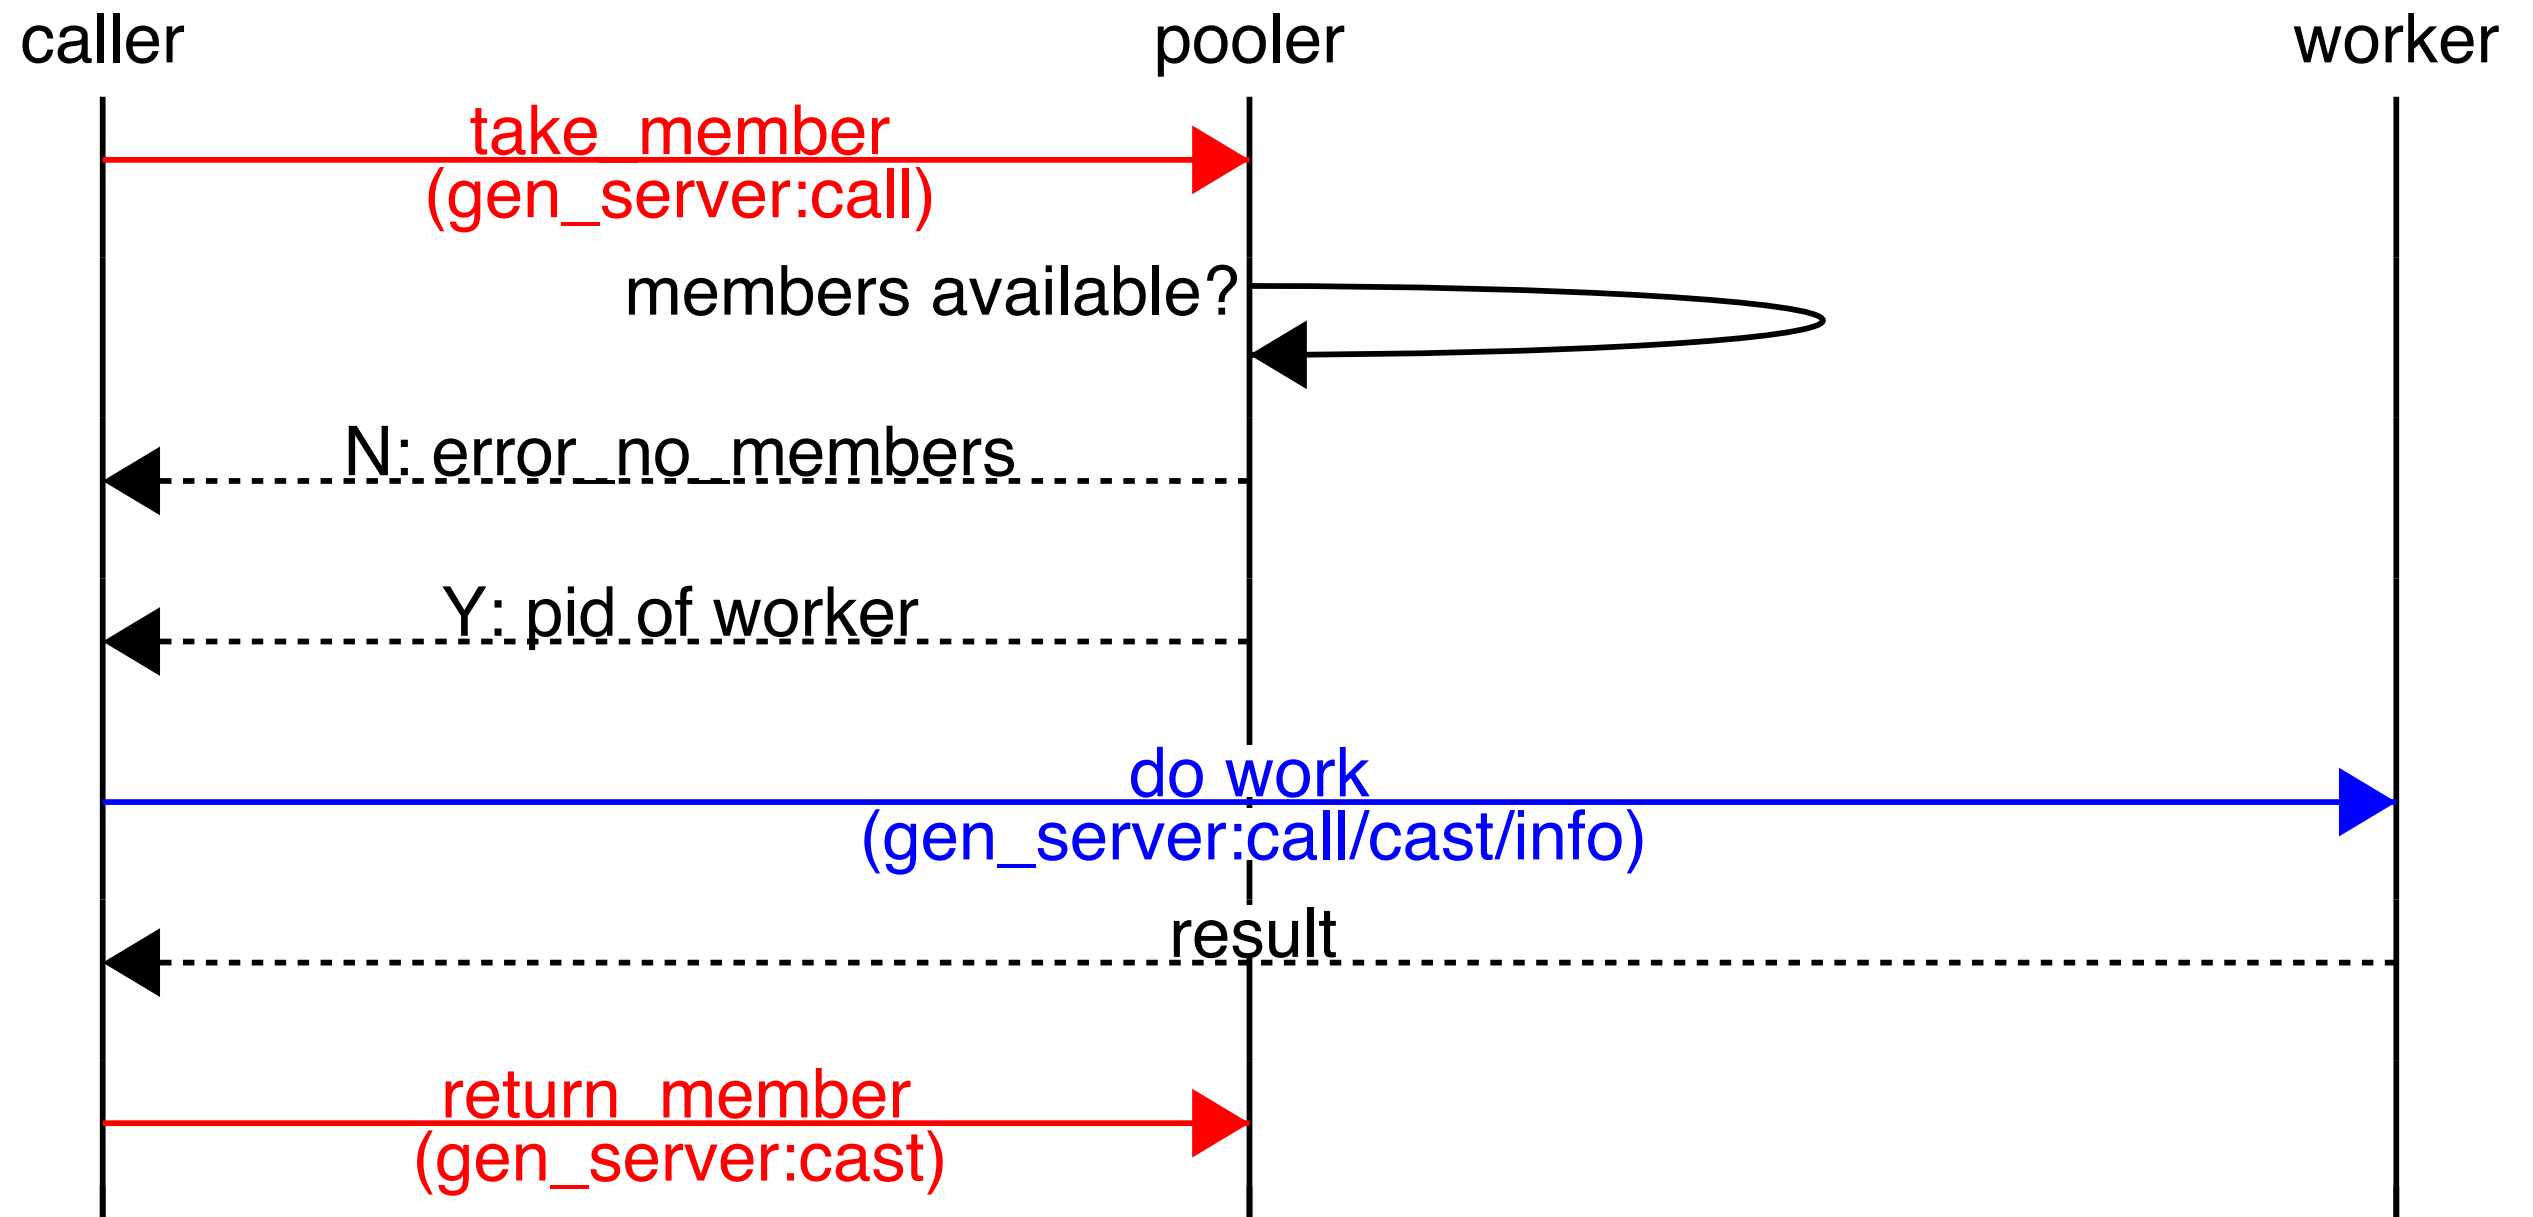 caller
pooler
worker
take_member
(gen_server:call)
members available?
N: error_no_members
Y: pid of worker
do work
(gen_server:call/cast/info)
result
return_member
(gen_server:cast)